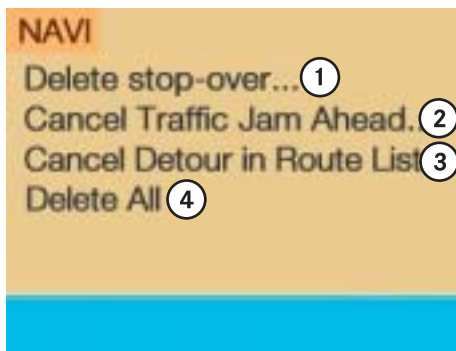 NAVI
Delete stop-over... 1
Cancel Traffic Jam Ahead.. 2
Cancel Detour in Route List 3
Delete All 4